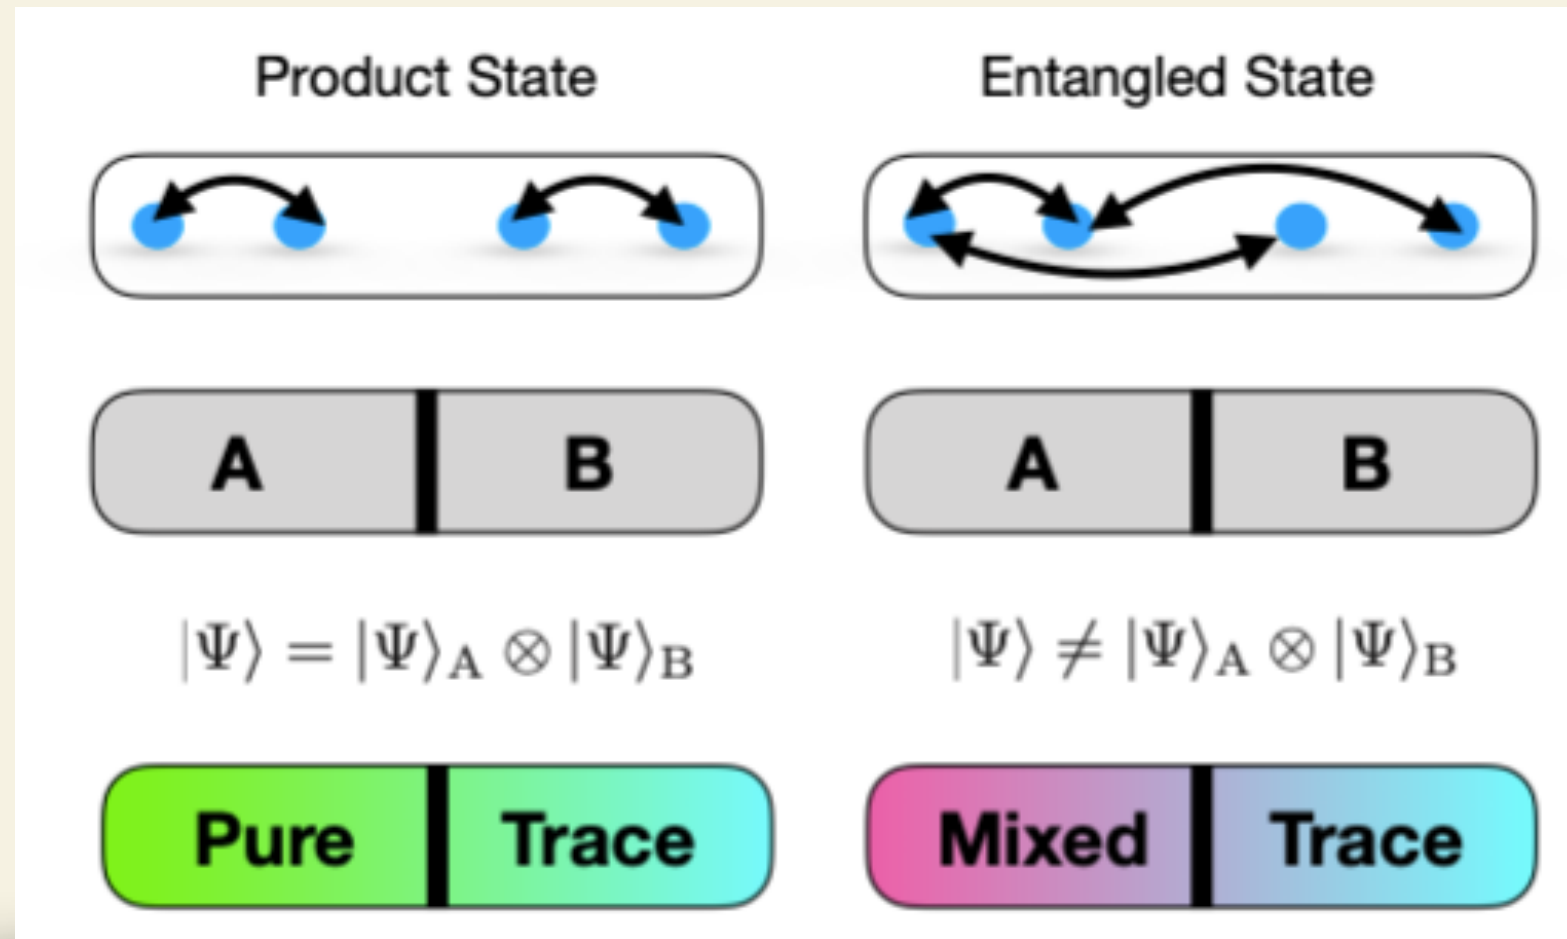 Product State
Entangled State
A B
A B
|Ψ⟩ = |Ψ⟩A ⊗ |Ψ⟩B
|Ψ⟩ ≠ |Ψ⟩A ⊗ |Ψ⟩B
Pure Trace
Mixed Trace